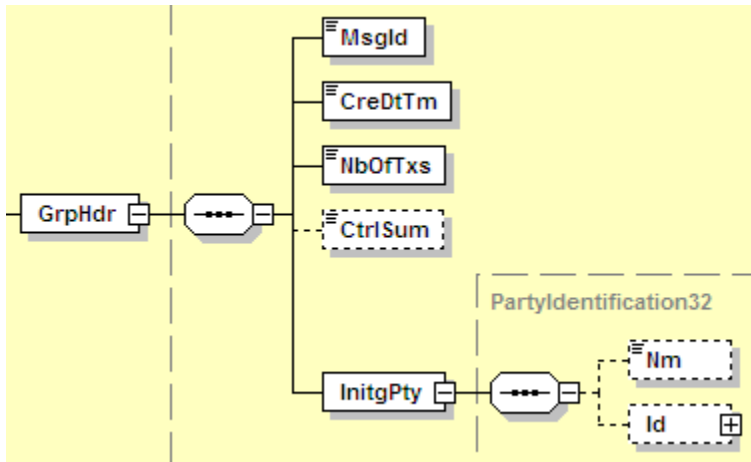 MsgId
CreDtTm
NbOfTxs
GrpHdr
CtrlSum
PartyIdentification32
Nm
InitgPty
Id